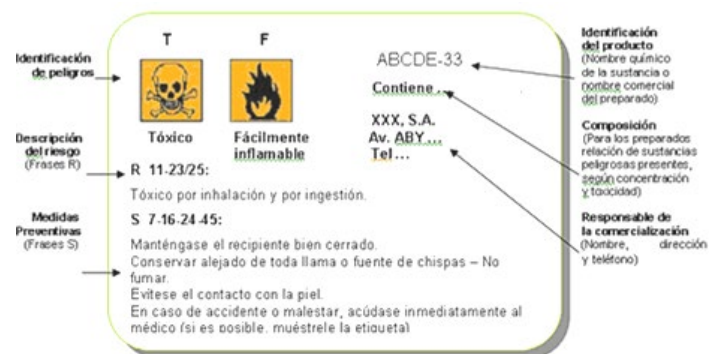 Identificación
de peligros
Descripción
del riesgo
(Frases R)
Medidas
Preventivas
(Frases S)
T
F
Tóxico
Fácilmente
inflamable
ABCDE-33
Contiene...
XXX, S.A.
Av. ABY...
Tel...
R 11-23/25:
Tóxico por inhalación y por ingestión.
S 7-16-24-45:
Manténgase el recipiente bien cerrado.
Conservar alejado de toda llama o fuente de chispas – No
fumar.
Evítese el contacto con la piel.
En caso de accidente o malestar, acúdase inmediatamente al
médico (si es posible, muéstrele la etiqueta)
Identificación
del producto
(Nombre químico
de la sustancia o
nombre comercial
del preparado)
Composición
(Para los preparados
relación de sustancias
peligrosas presentes,
según concentración
y toxicidad)
Responsable de
la comercialización
(Nombre, dirección
y teléfono)